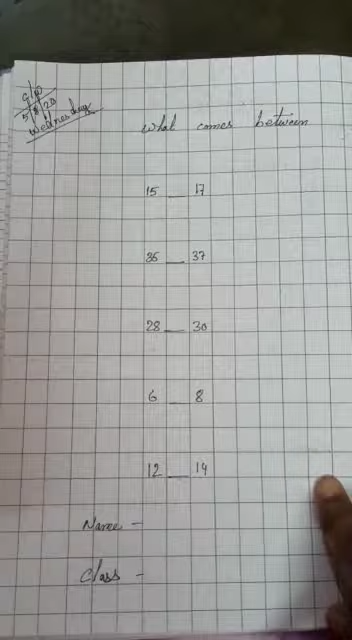 C/W
5/8/20
Wednesday
What comes between
15 __ 17
35 __ 37
28 __ 30
6 __ 8
12 __ 14
Name -
Class -